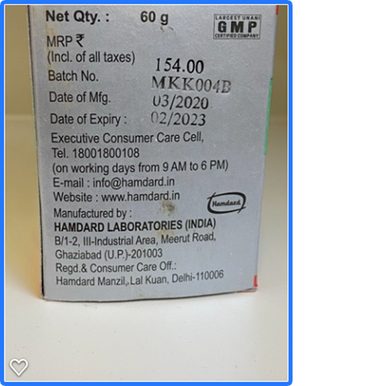 Net Qty. : 60 g
LARGEST UNANI
GMP
CERTIFIED COMPANY
MRP ₹
(Incl. of all taxes) 154.00
Batch No. MKK004B
Date of Mfg. 03/2020
Date of Expiry : 02/2023
Executive Consumer Care Cell,
Tel. 18001800108
(on working days from 9 AM to 6 PM)
E-mail : info@hamdard.in
Website : www.hamdard.in
Hamdard
Manufactured by :
HAMDARD LABORATORIES (INDIA)
B/1-2, III-Industrial Area, Meerut Road,
Ghaziabad (U.P.)-201003
Regd.& Consumer Care Off.:
Hamdard Manzil, Lal Kuan, Delhi-110006